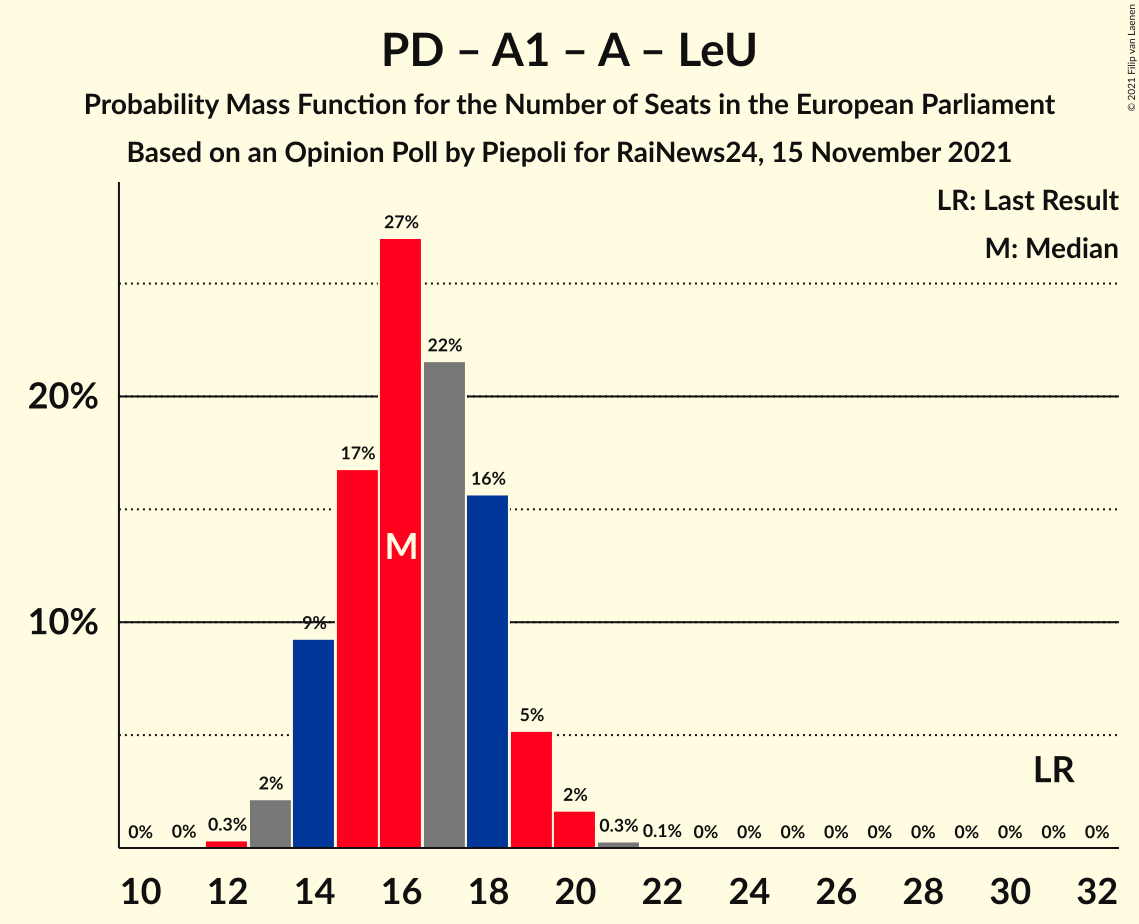 PD – A1 – A – LeU
Probability Mass Function for the Number of Seats in the European Parliament
Based on an Opinion Poll by Piepoli for RaiNews24, 15 November 2021
© 2021 Filip van Laenen
LR: Last Result
M: Median
20%
10%
0% 0% 0.3% 2% 9% 17% 27% 22% 16% 5% 2% 0.3% 0.1% 0% 0% 0% 0% 0% 0% 0% 0% 0% 0%
M
LR
10 12 14 16 18 20 22 24 26 28 30 32